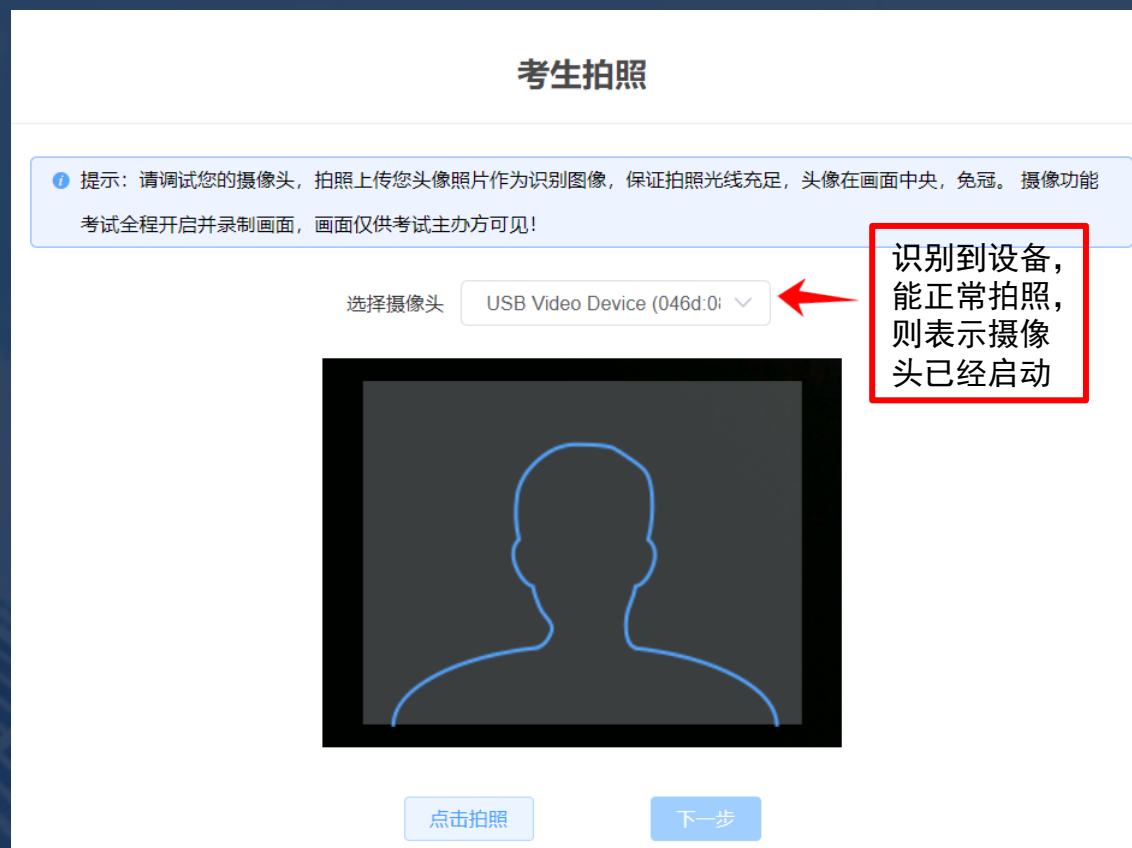 考生拍照
提示：请调试您的摄像头，拍照上传您头像照片作为识别图像，保证拍照光线充足，头像在画面中央，免冠。 摄像功能
考试全程开启并录制画面，画面仅供考试主办方可见！
识别到设备，
能正常拍照，
则表示摄像
头已经启动
选择摄像头 USB Video Device (046d:08
点击拍照 下一步